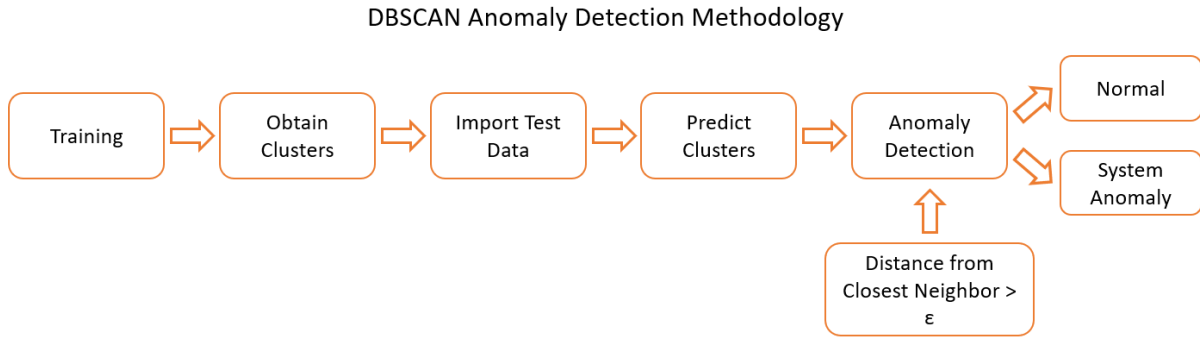 DBSCAN Anomaly Detection Methodology
Training
Obtain
Clusters
Import Test
Data
Predict
Clusters
Anomaly
Detection
Normal
System
Anomaly
Distance from
Closest Neighbor >
ε